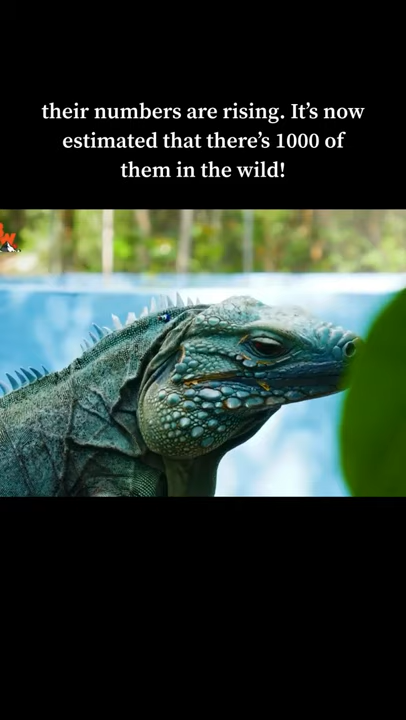 their numbers are rising. It’s now
estimated that there’s 1000 of
them in the wild!